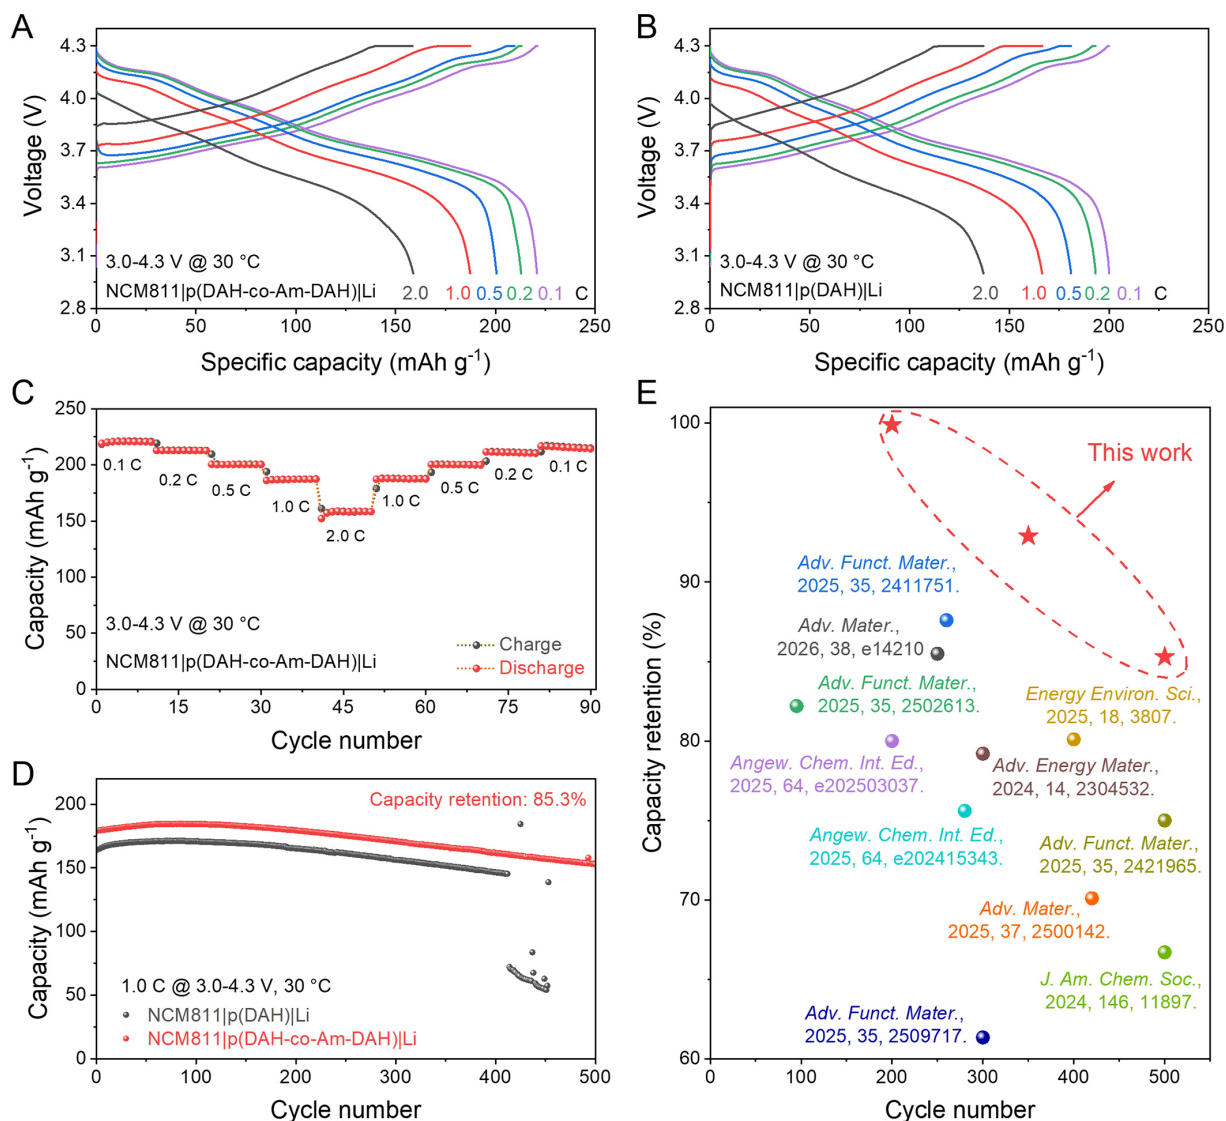 A
4.3
4.0
3.7
3.4
3.1
2.8
Voltage (V)
3.0-4.3 V @ 30 °C
NCM811|p(DAH-co-Am-DAH)|Li
2.0 1.0 0.5 0.2 0.1 C
0 50 100 150 200 250
Specific capacity (mAh g⁻¹)
B
4.3
4.0
3.7
3.4
3.1
2.8
Voltage (V)
3.0-4.3 V @ 30 °C
NCM811|p(DAH)|Li
2.0 1.0 0.5 0.2 0.1 C
0 50 100 150 200 250
Specific capacity (mAh g⁻¹)
C
250
200
150
100
50
0
Capacity (mAh g⁻¹)
0.1 C
0.2 C
0.5 C
1.0 C
2.0 C
1.0 C
0.5 C
0.2 C
0.1 C
3.0-4.3 V @ 30 °C
NCM811|p(DAH-co-Am-DAH)|Li
Charge
Discharge
0 15 30 45 60 75 90
Cycle number
D
200
150
100
50
0
Capacity (mAh g⁻¹)
Capacity retention: 85.3%
1.0 C @ 3.0-4.3 V, 30 °C
NCM811|p(DAH)|Li
NCM811|p(DAH-co-Am-DAH)|Li
0 100 200 300 400 500
Cycle number
E
100
90
80
70
60
Capacity retention (%)
This work
Adv. Funct. Mater.,
2025, 35, 2411751.
Adv. Mater.,
2026, 38, e14210
Adv. Funct. Mater.,
2025, 35, 2502613.
Energy Environ. Sci.,
2025, 18, 3807.
Angew. Chem. Int. Ed.,
2025, 64, e202503037.
Adv. Energy Mater.,
2024, 14, 2304532.
Angew. Chem. Int. Ed.,
2025, 64, e202415343.
Adv. Funct. Mater.,
2025, 35, 2421965.
Adv. Mater.,
2025, 37, 2500142.
J. Am. Chem. Soc.,
2024, 146, 11897.
Adv. Funct. Mater.,
2025, 35, 2509717.
0 100 200 300 400 500
Cycle number